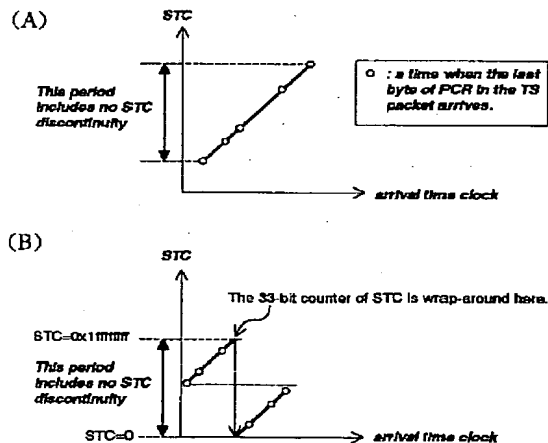 (A)
STC
This period
includes no STC
discontinuity
: a time when the last
byte of PCR in the TS
packet arrives.
arrival time clock
(B)
STC
The 33-bit counter of STC is wrap-around here.
STC=0x1ffffffff
This period
includes no STC
discontinuity
STC=0
arrival time clock